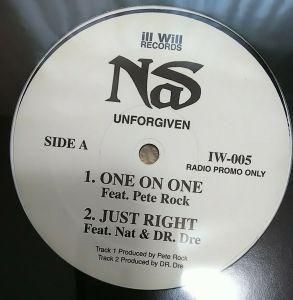 ill Will
RECORDS
NaS
UNFORGIVEN
SIDE A
IW-005
RADIO PROMO ONLY
1. ONE ON ONE
Feat. Pete Rock
2. JUST RIGHT
Feat. Nat & DR. Dre
Track 1 Produced by Pete Rock
Track 2 Produced by DR. Dre